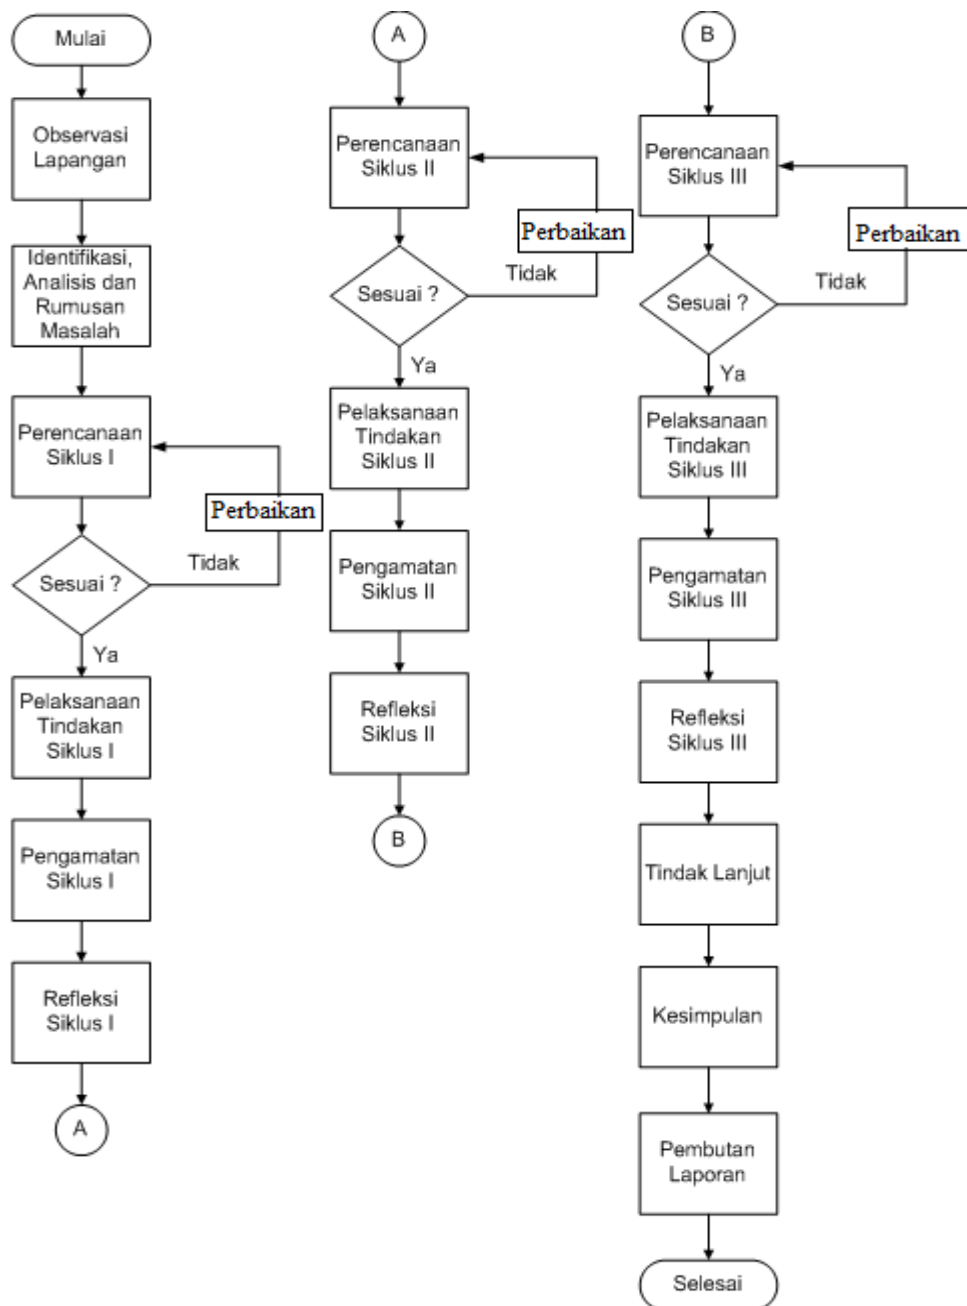 Mulai
Observasi
Lapangan
Identifikasi,
Analisis dan
Rumusan
Masalah
Perencanaan
Siklus I
Perbaikan
Sesuai ?
Tidak
Ya
Pelaksanaan
Tindakan
Siklus I
Pengamatan
Siklus I
Refleksi
Siklus I
A
A
Perencanaan
Siklus II
Perbaikan
Sesuai ?
Tidak
Ya
Pelaksanaan
Tindakan
Siklus II
Pengamatan
Siklus II
Refleksi
Siklus II
B
B
Perencanaan
Siklus III
Perbaikan
Sesuai ?
Tidak
Ya
Pelaksanaan
Tindakan
Siklus III
Pengamatan
Siklus III
Refleksi
Siklus III
Tindak Lanjut
Kesimpulan
Pembutan
Laporan
Selesai